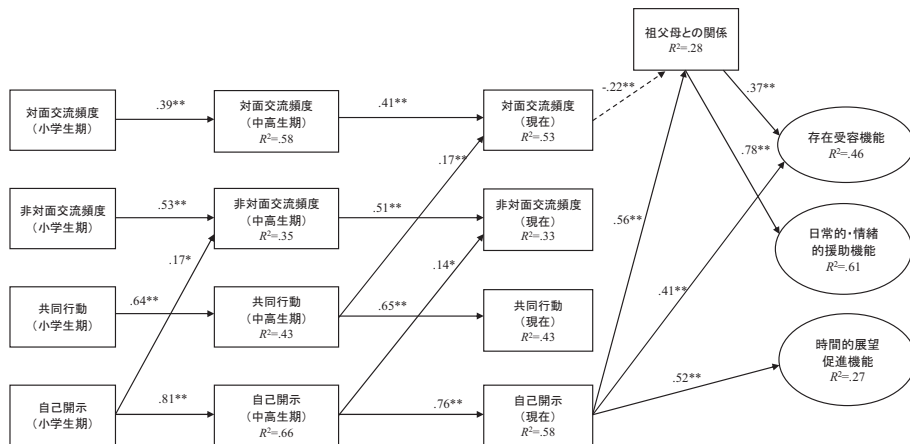 祖父母との関係
R²=.28
対面交流頻度
（小学生期）
.39**
対面交流頻度
（中高生期）
R²=.58
.41**
対面交流頻度
（現在）
R²=.53
-.22**
.37**
存在受容機能
R²=.46
.17**
.78**
非対面交流頻度
（小学生期）
.53**
非対面交流頻度
（中高生期）
R²=.35
.51**
非対面交流頻度
（現在）
R²=.33
.56**
日常的・情緒
的援助機能
R²=.61
.17*
.14*
共同行動
（小学生期）
.64**
共同行動
（中高生期）
R²=.43
.65**
共同行動
（現在）
R²=.43
.41**
時間的展望
促進機能
R²=.27
自己開示
（小学生期）
.81**
自己開示
（中高生期）
R²=.66
.76**
自己開示
（現在）
R²=.58
.52**